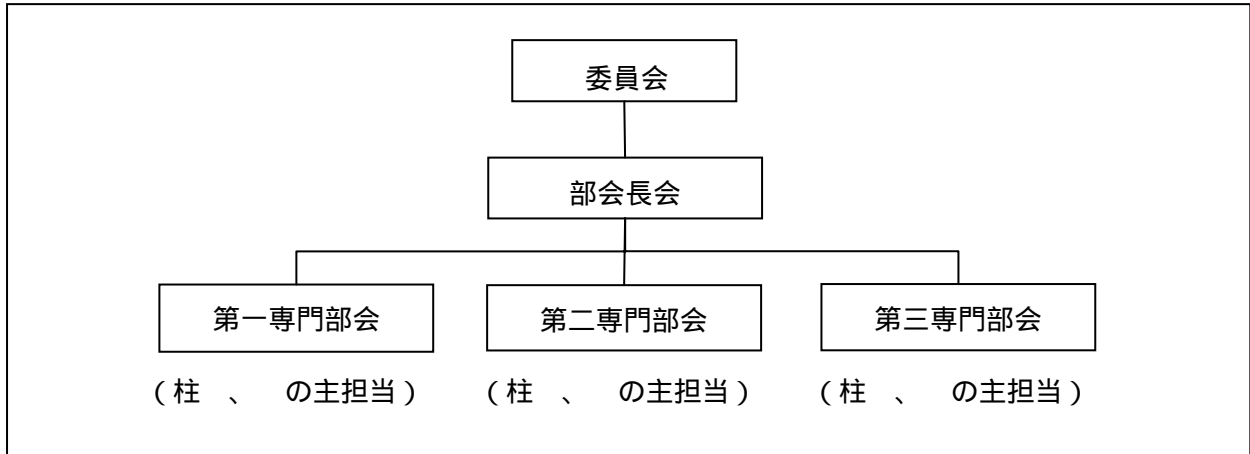 委員会
部会長会
第一専門部会 第二専門部会 第三専門部会
（柱　、　の主担当） （柱　、　の主担当） （柱　、　の主担当）